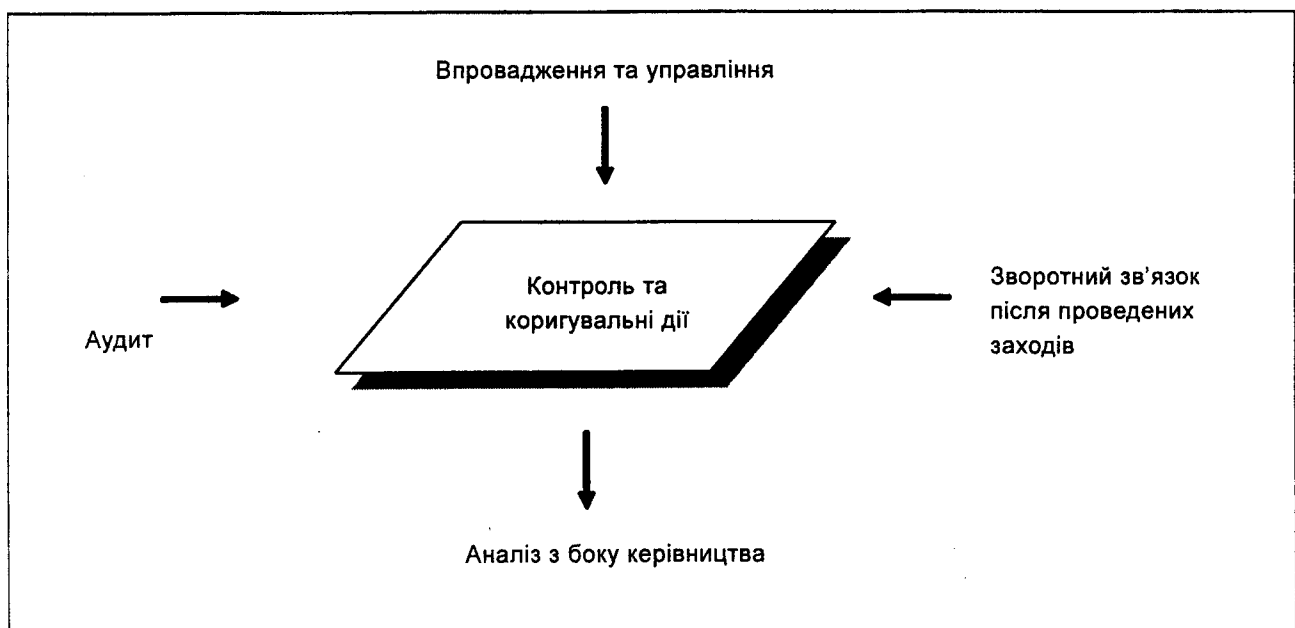 Впровадження та управління
Контроль та
коригувальні дії
Аудит
Зворотний зв'язок
після проведених
заходів
Аналіз з боку керівництва